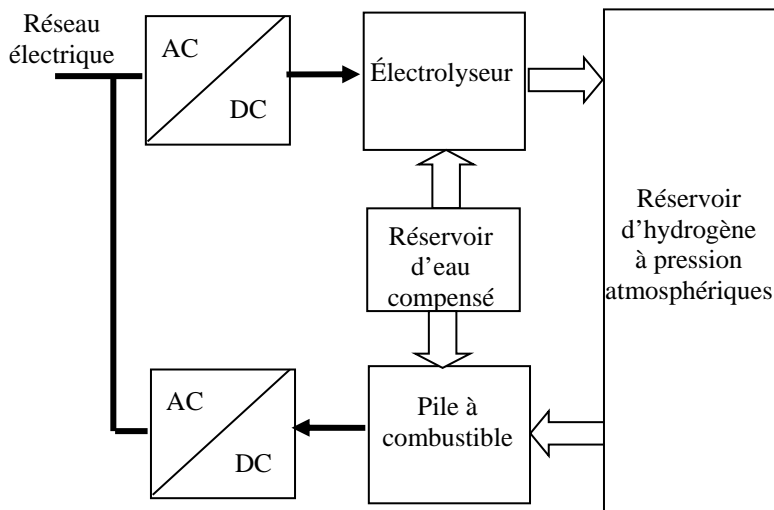 Réseau
électrique
AC
DC
Électrolyseur
Réservoir
d’eau
compensé
Réservoir
d'hydrogène
à pression
atmosphériques
AC
DC
Pile à
combustible